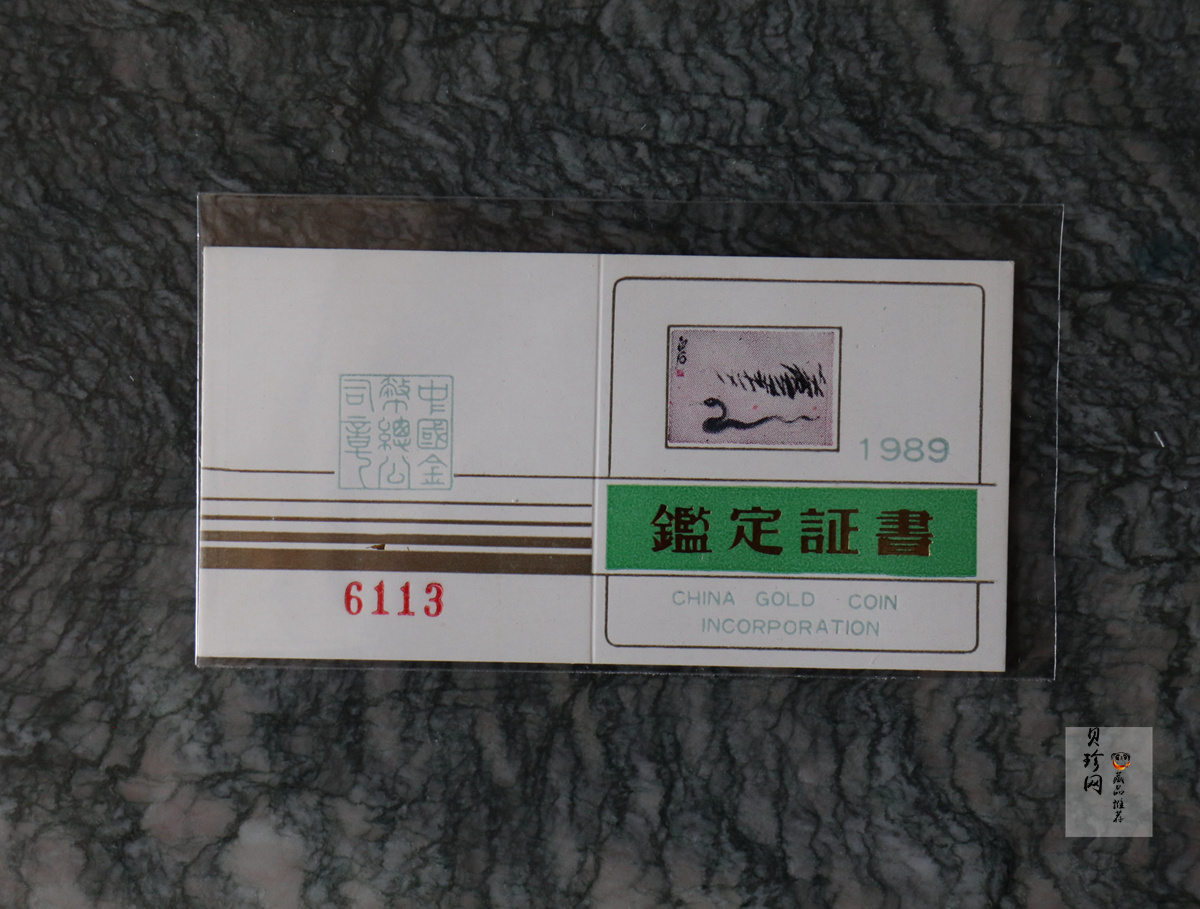 中國金
幣總公
司章
6113
1989
鑑定証書
CHINA GOLD COIN
INCORPORATION
贝珍网
藏品推荐